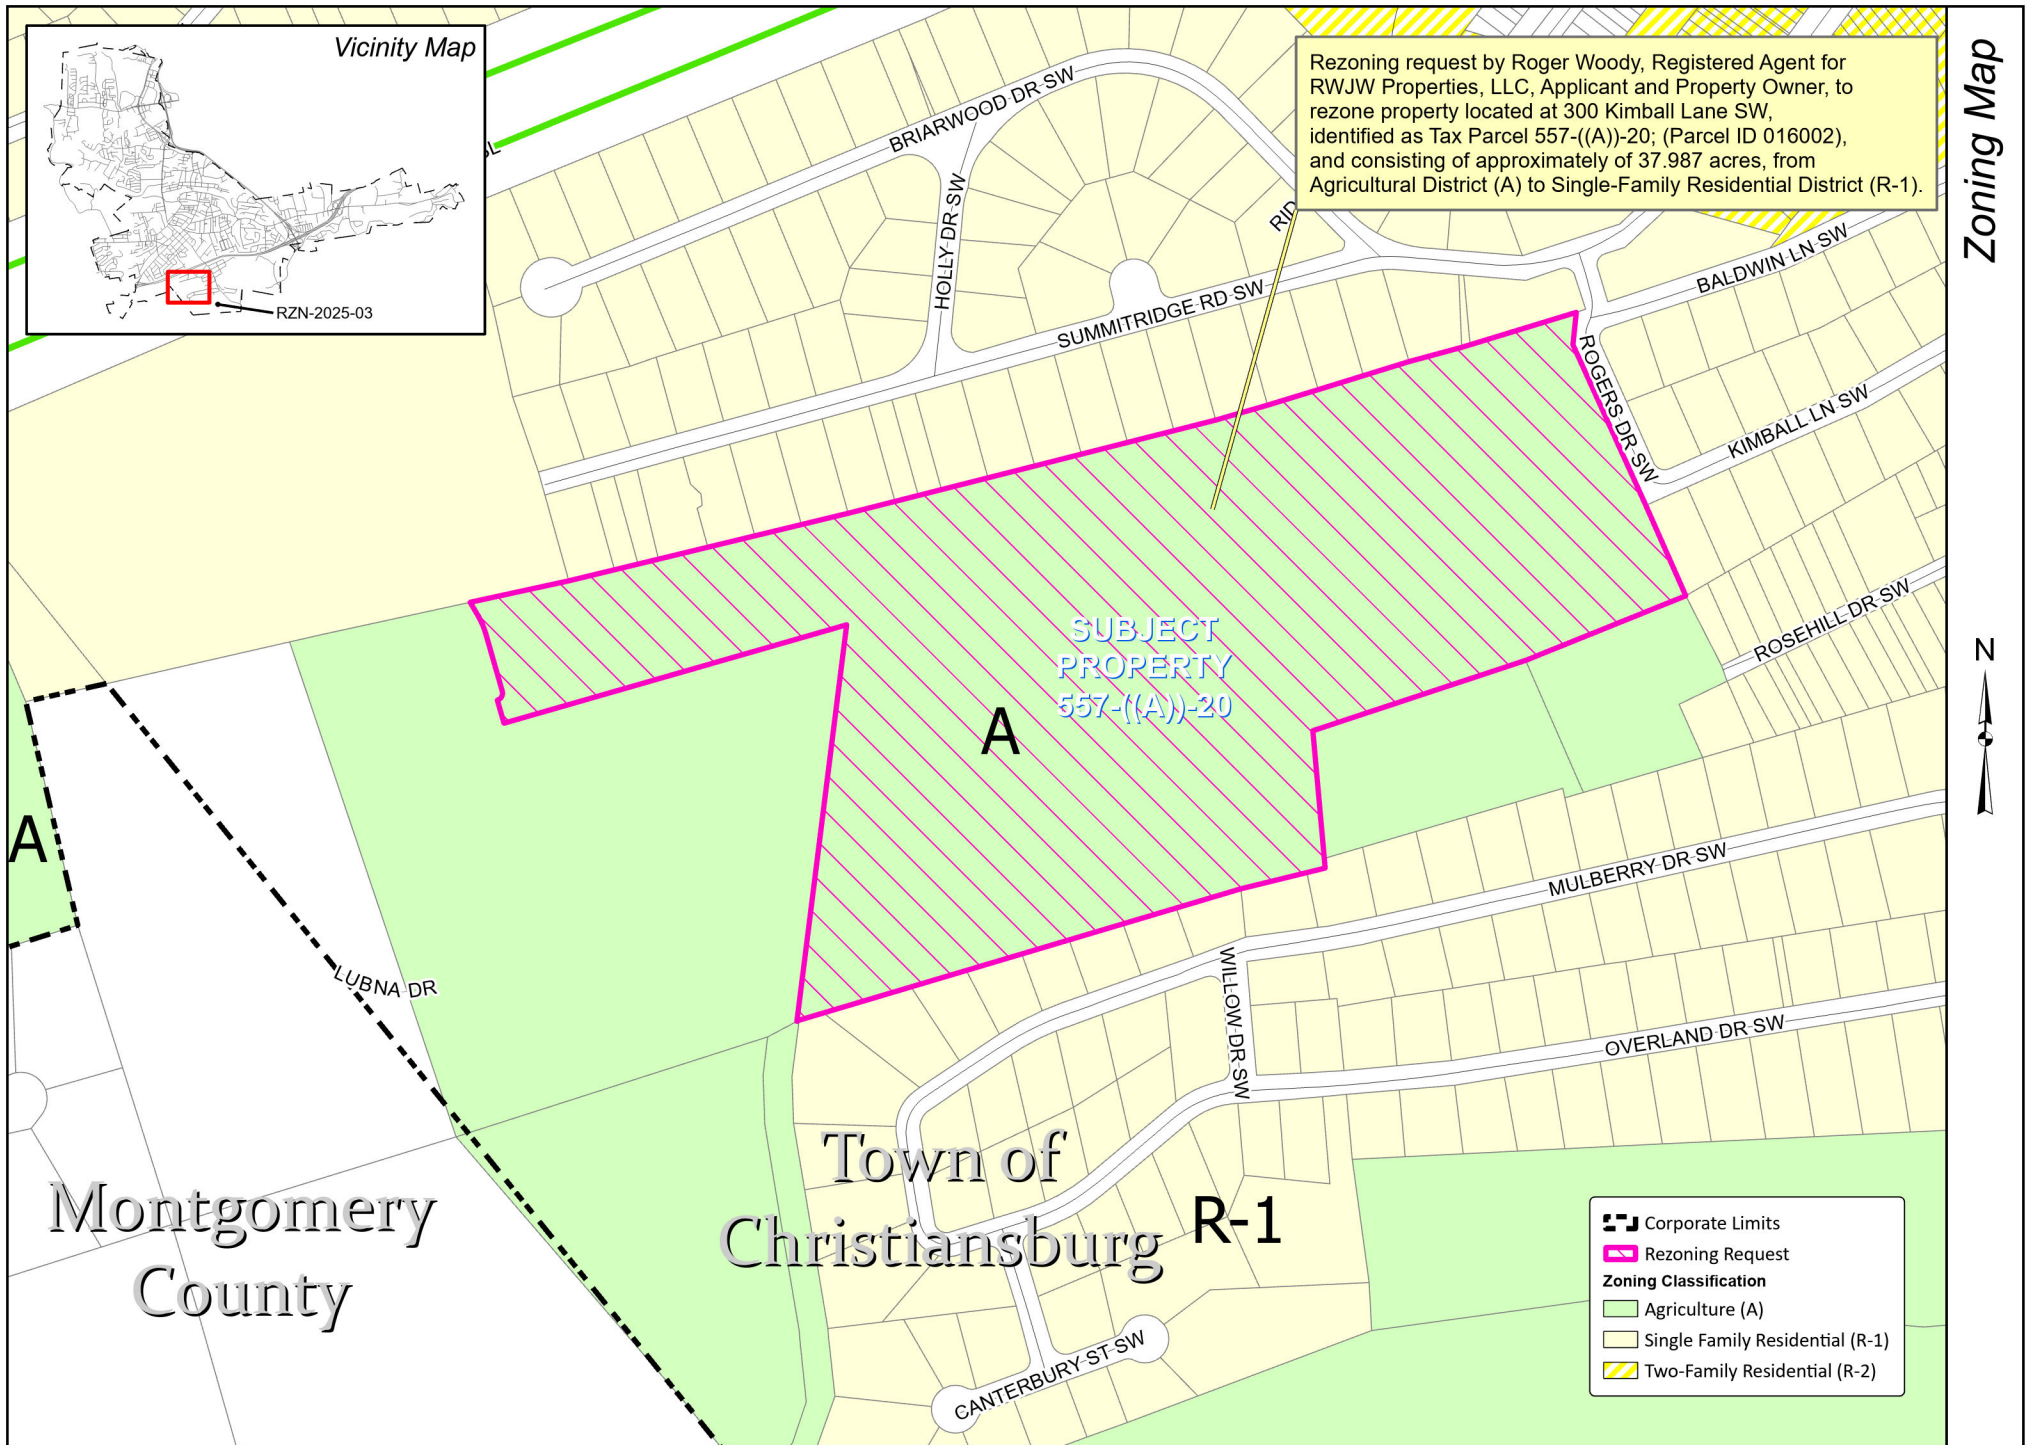 Vicinity Map
RZN-2025-03
Rezoning request by Roger Woody, Registered Agent for
RWJW Properties, LLC, Applicant and Property Owner, to
rezone property located at 300 Kimball Lane SW,
identified as Tax Parcel 557-((A))-20; (Parcel ID 016002),
and consisting of approximately of 37.987 acres, from
Agricultural District (A) to Single-Family Residential District (R-1).
Zoning Map
BRIARWOOD DR SW
HOLLY DR SW
SUMMITRIDGE RD SW
BALDWIN LN SW
ROGERS DR SW
KIMBALL LN SW
ROSEHILL DR SW
N
SUBJECT
PROPERTY
557-((A))-20
A
A
MULBERRY DR SW
WILLOW DR SW
LUBNA DR
OVERLAND DR SW
Town of
Christiansburg
R-1
Montgomery
County
CANTERBURY ST SW
Corporate Limits
Rezoning Request
Zoning Classification
Agriculture (A)
Single Family Residential (R-1)
Two-Family Residential (R-2)